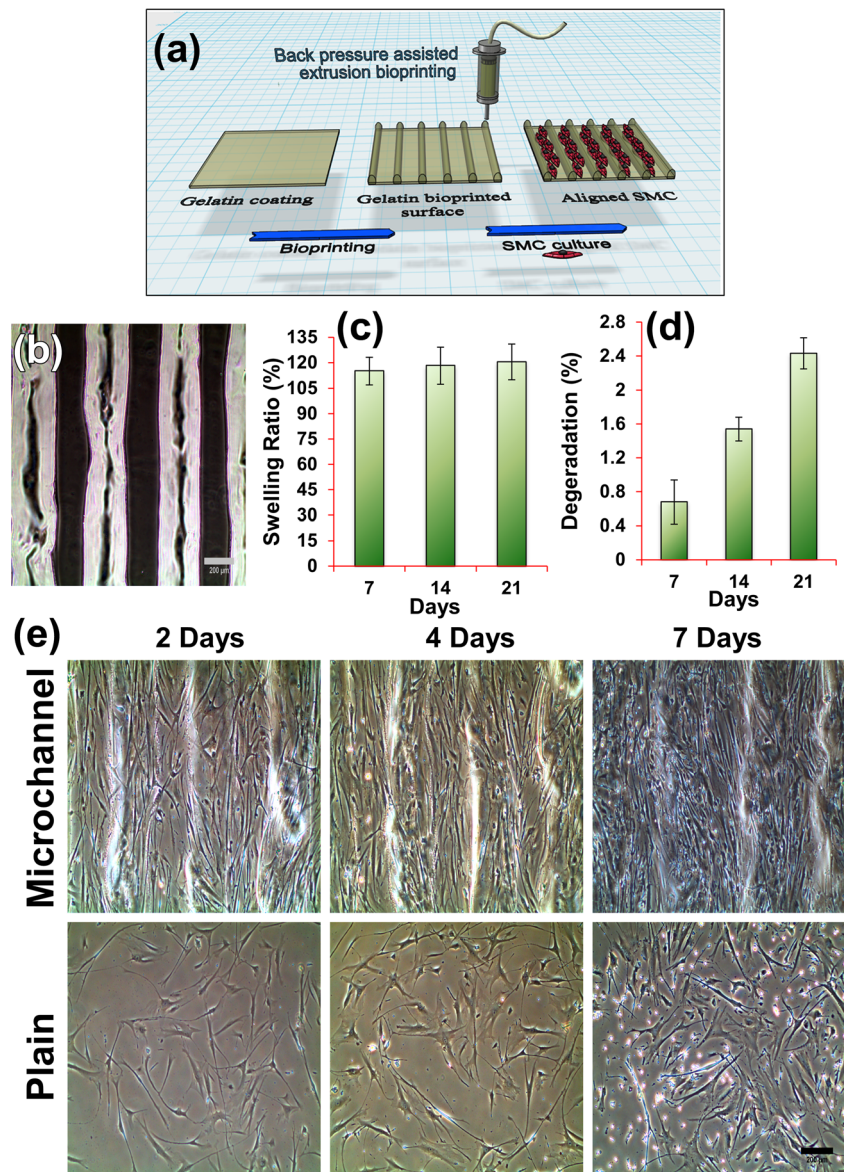 (a)
Back pressure assisted
extrusion bioprinting
Gelatin coating
Gelatin bioprinted
surface
Aligned SMC
Bioprinting
SMC culture
(b)
200 µm
(c)
Swelling Ratio (%)
135
120
105
90
75
60
45
30
15
0
7 14 21
Days
(d)
Degeradation (%)
2.8
2.4
2
1.6
1.2
0.8
0.4
0
7 14 21
Days
(e)
2 Days 4 Days 7 Days
Microchannel
Plain
200 µm